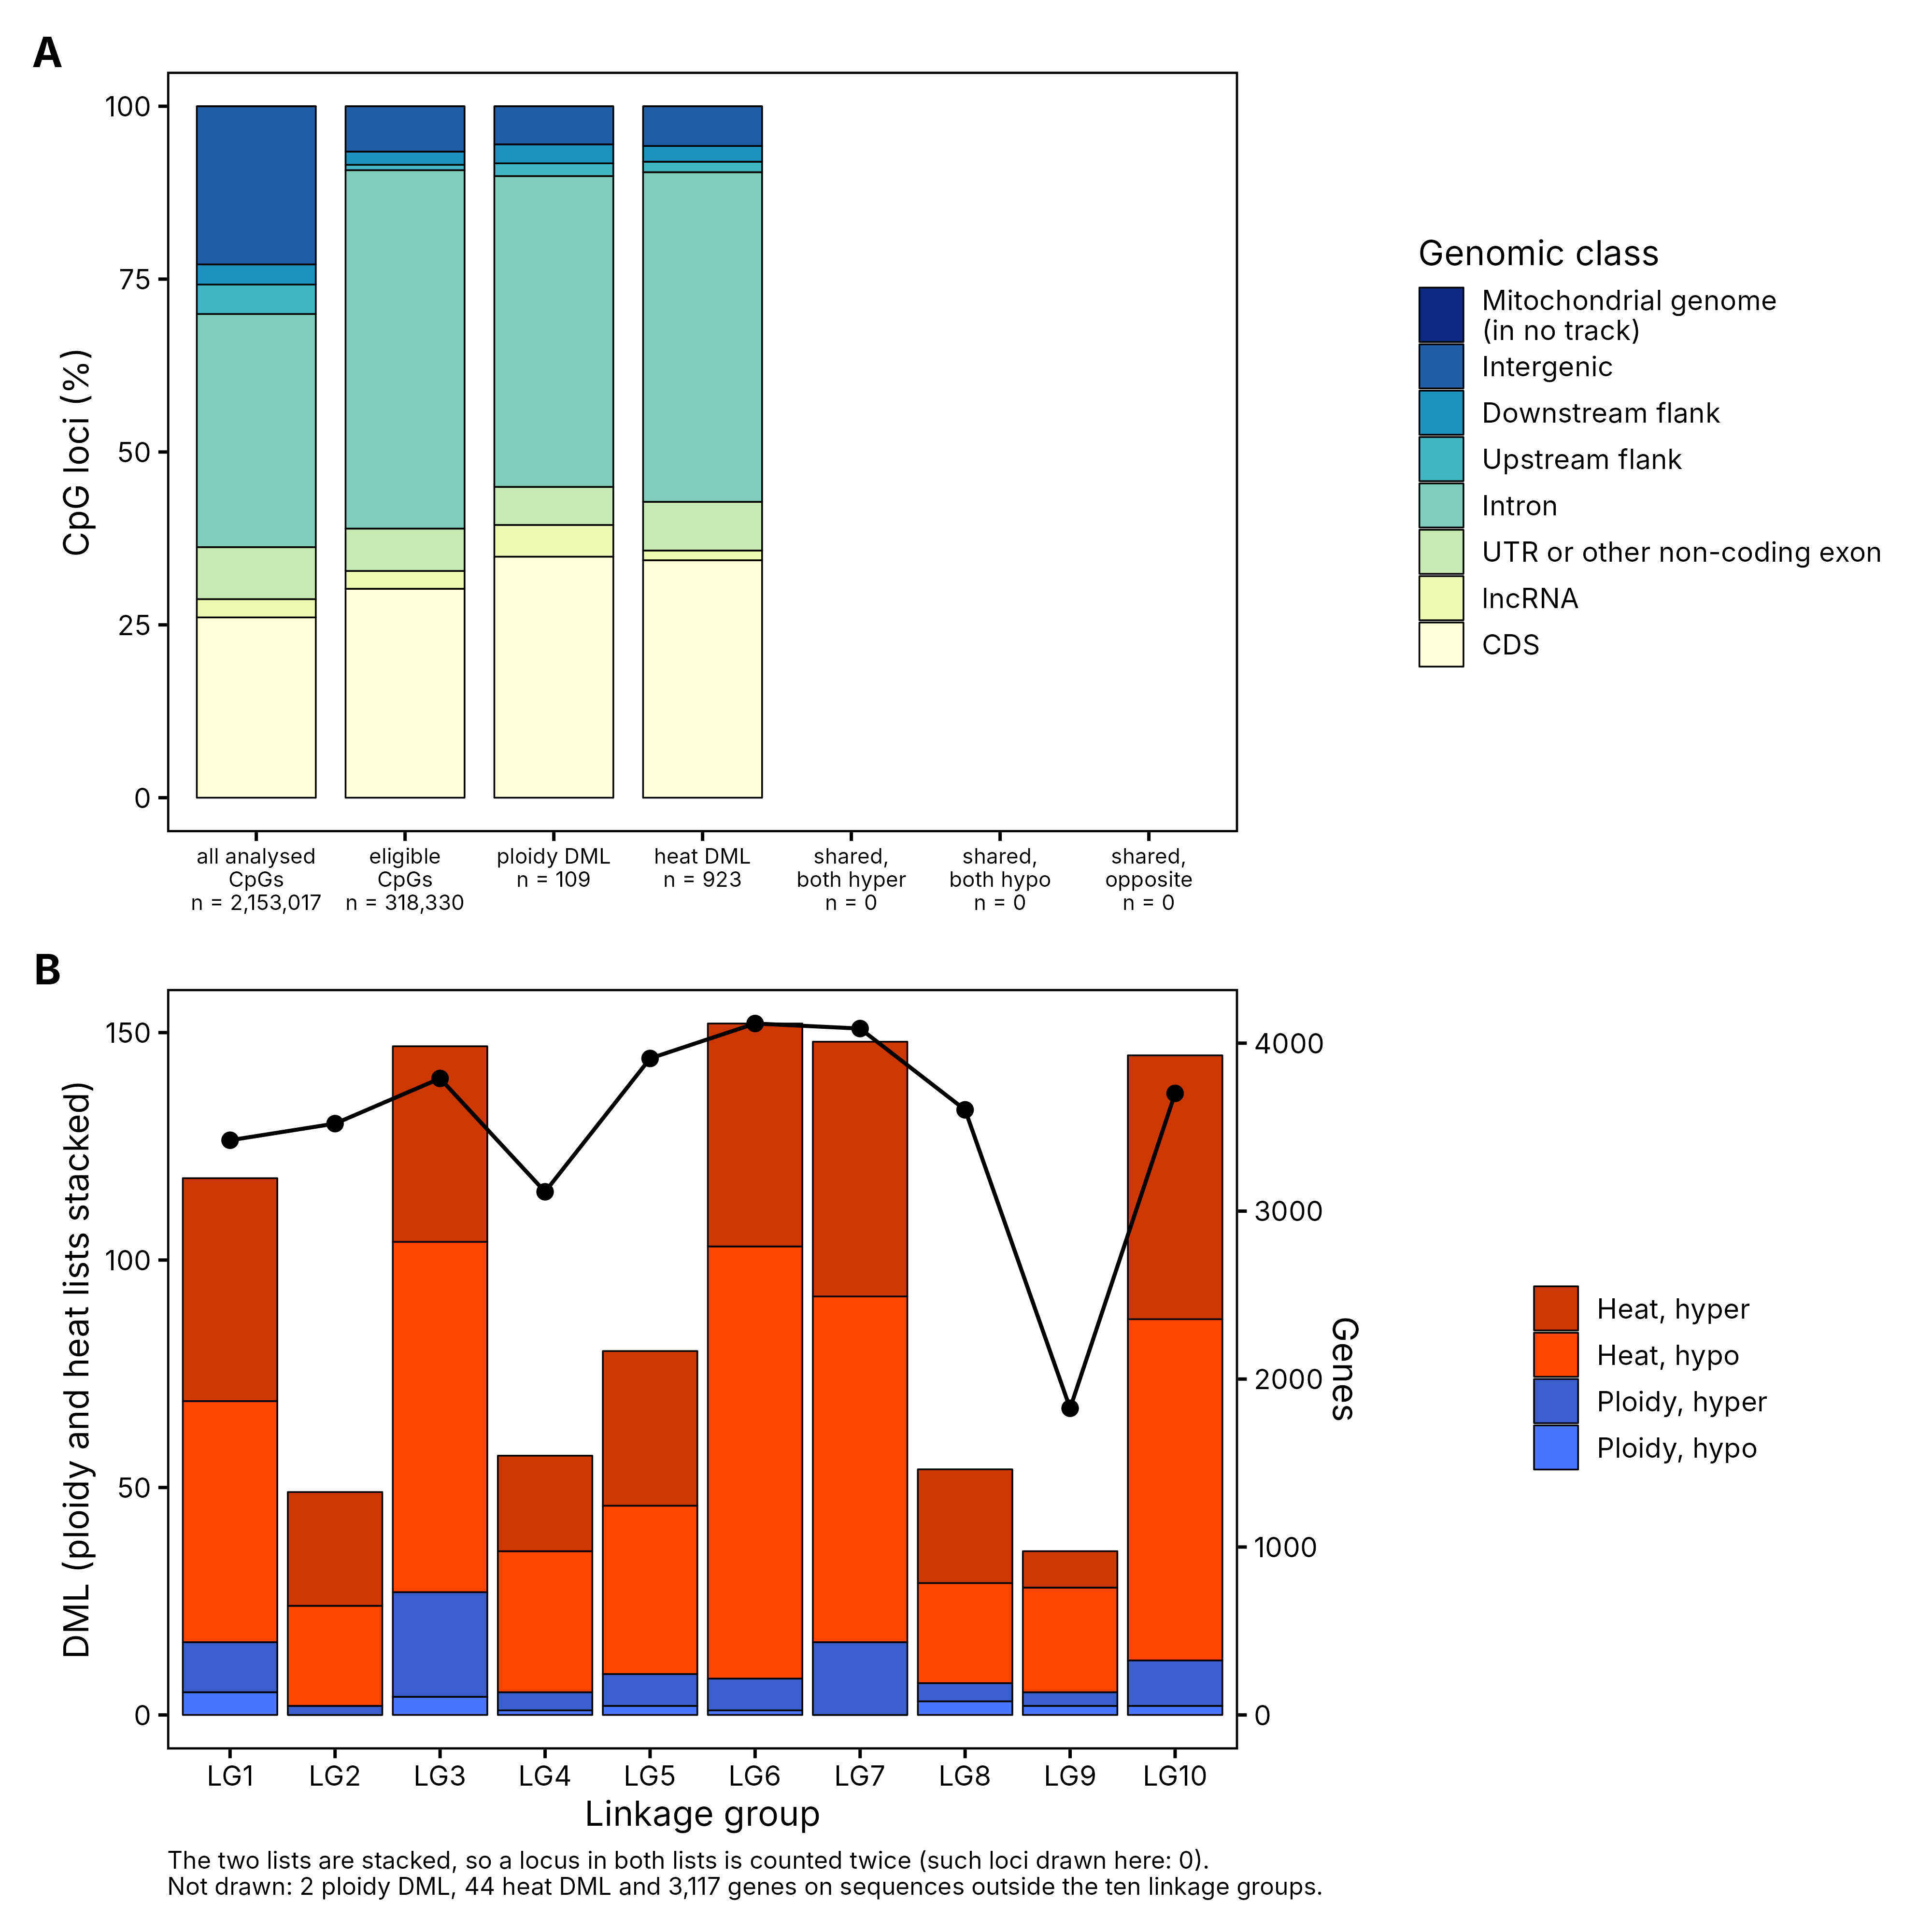 A
CpG loci (%)
100
75
50
25
0
all analysed
CpGs
n = 2,153,017
eligible
CpGs
n = 318,330
ploidy DML
n = 109
heat DML
n = 923
shared,
both hyper
n = 0
shared,
both hypo
n = 0
shared,
opposite
n = 0
Genomic class
Mitochondrial genome
(in no track)
Intergenic
Downstream flank
Upstream flank
Intron
UTR or other non-coding exon
lncRNA
CDS
B
DML (ploidy and heat lists stacked)
150
100
50
0
4000
3000
2000
1000
0
Genes
LG1
LG2
LG3
LG4
LG5
LG6
LG7
LG8
LG9
LG10
Linkage group
Heat, hyper
Heat, hypo
Ploidy, hyper
Ploidy, hypo
The two lists are stacked, so a locus in both lists is counted twice (such loci drawn here: 0).
Not drawn: 2 ploidy DML, 44 heat DML and 3,117 genes on sequences outside the ten linkage groups.